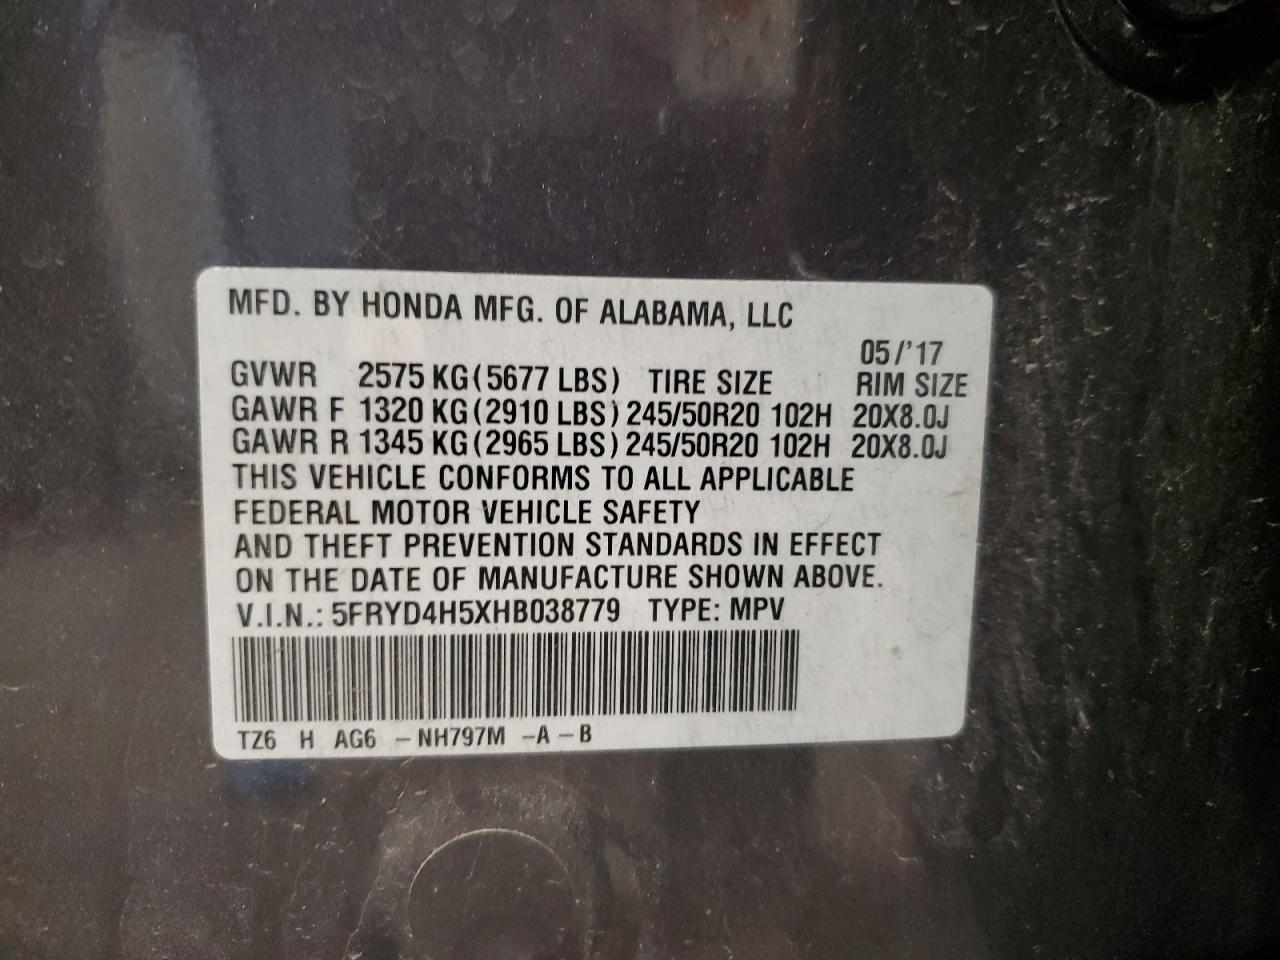 MFD. BY HONDA MFG. OF ALABAMA, LLC
05/'17
GVWR 2575 KG(5677 LBS) TIRE SIZE RIM SIZE
GAWR F 1320 KG(2910 LBS) 245/50R20 102H 20X8.0J
GAWR R 1345 KG(2965 LBS) 245/50R20 102H 20X8.0J
THIS VEHICLE CONFORMS TO ALL APPLICABLE
FEDERAL MOTOR VEHICLE SAFETY
AND THEFT PREVENTION STANDARDS IN EFFECT
ON THE DATE OF MANUFACTURE SHOWN ABOVE.
V.I.N.: 5FRYD4H5XHB038779 TYPE: MPV
TZ6 H AG6 -NH797M -A-B